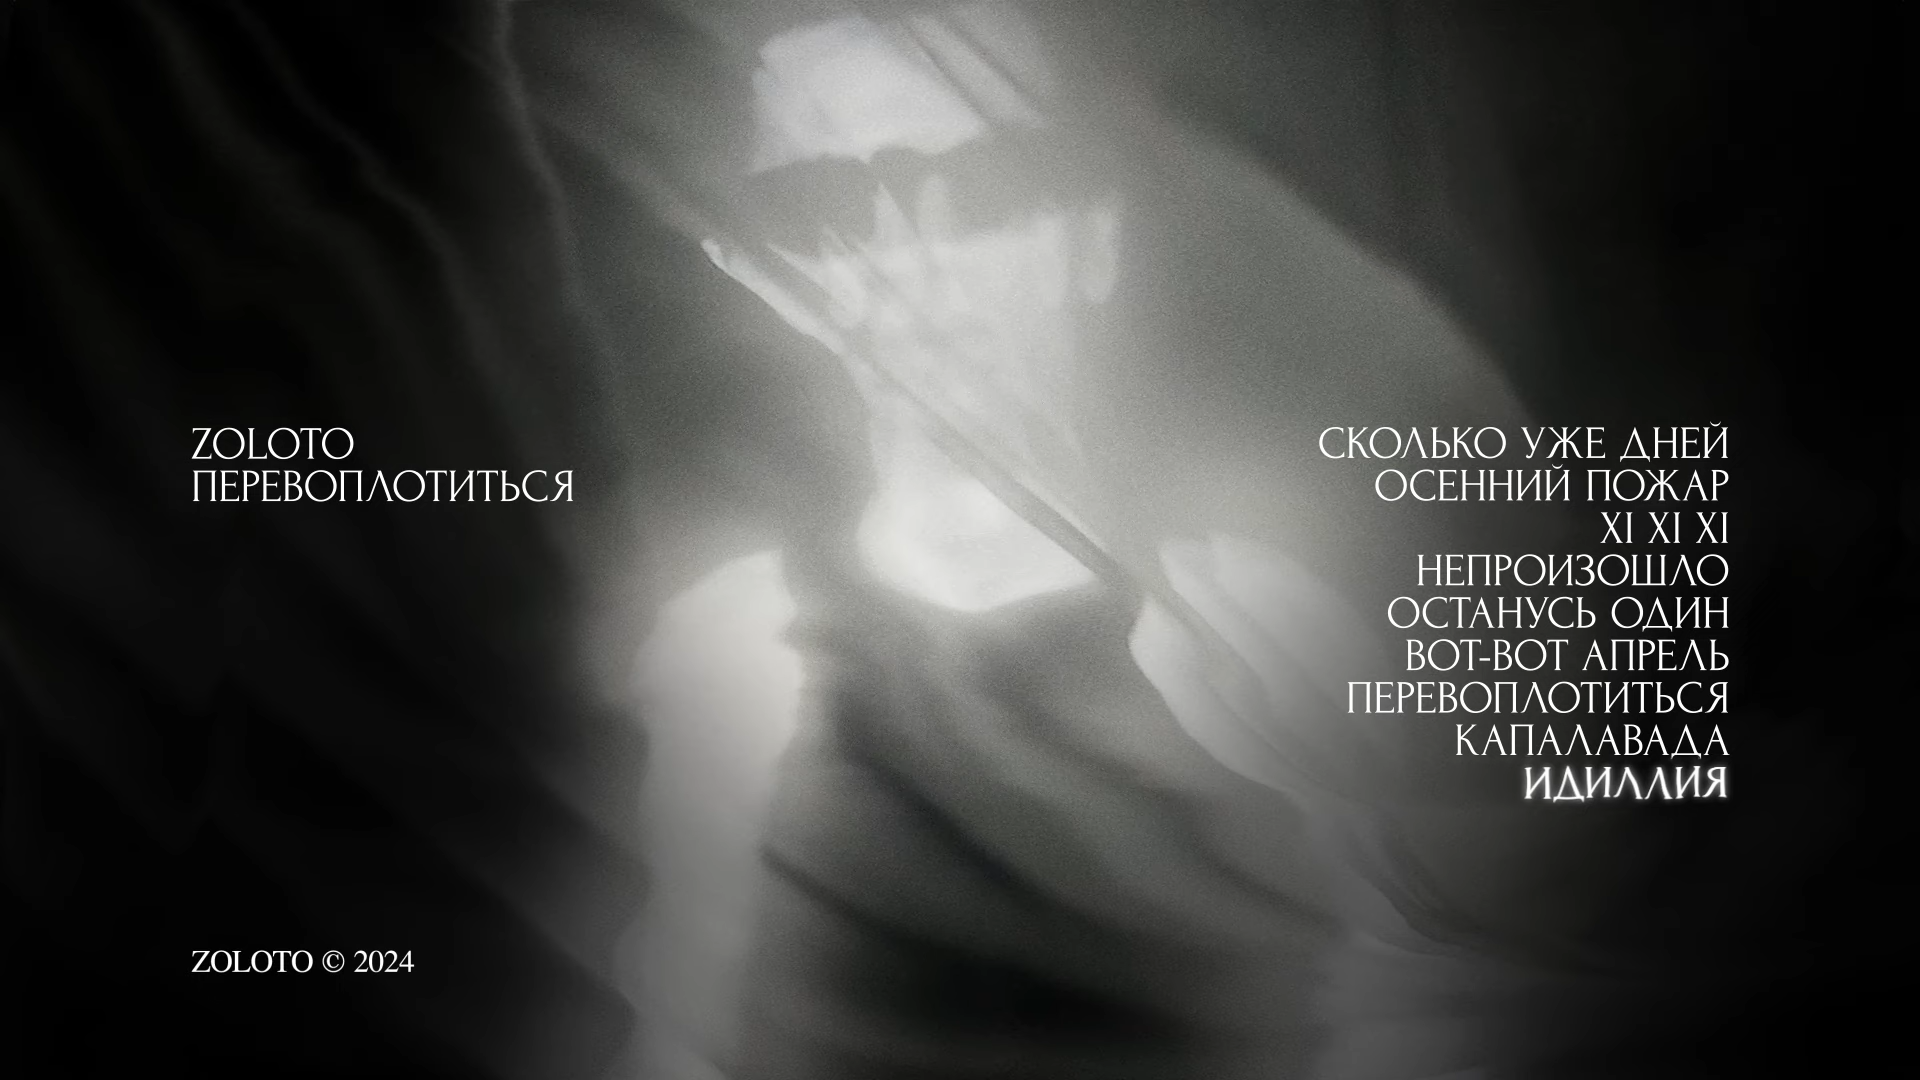 ZOLOTO
ПЕРЕВОПЛОТИТЬСЯ
СКОЛЬКО УЖЕ ДНЕЙ
ОСЕННИЙ ПОЖАР
XI XI XI
НЕПРОИЗОШЛО
ОСТАНУСЬ ОДИН
ВОТ-ВОТ АПРЕЛЬ
ПЕРЕВОПЛОТИТЬСЯ
КАПАЛАВАДА
ИДИЛЛИЯ
ZOLOTO © 2024